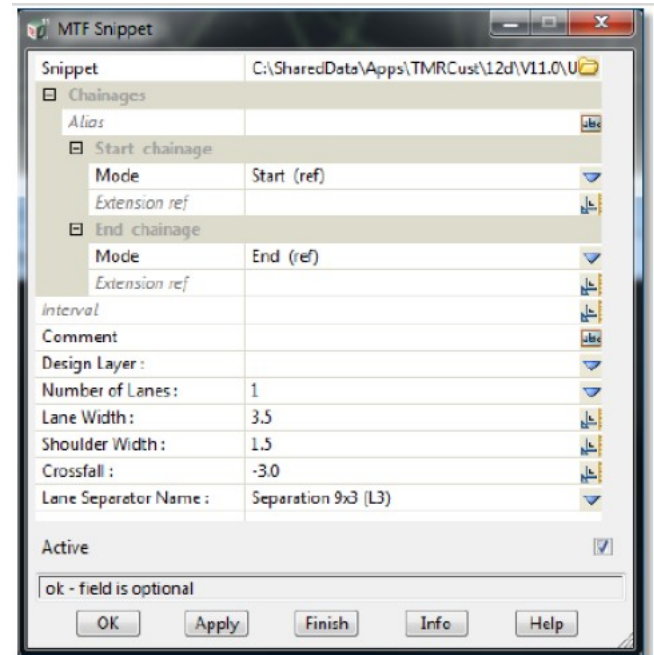 MTF Snippet
Snippet C:\SharedData\Apps\TMRCust\12d\V11.0\U
Chainages
Alias
Start chainage
Mode Start (ref)
Extension ref
End chainage
Mode End (ref)
Extension ref
Interval
Comment
Design Layer :
Number of Lanes : 1
Lane Width : 3.5
Shoulder Width : 1.5
Crossfall : -3.0
Lane Separator Name : Separation 9x3 (L3)
Active
ok - field is optional
OK Apply Finish Info Help